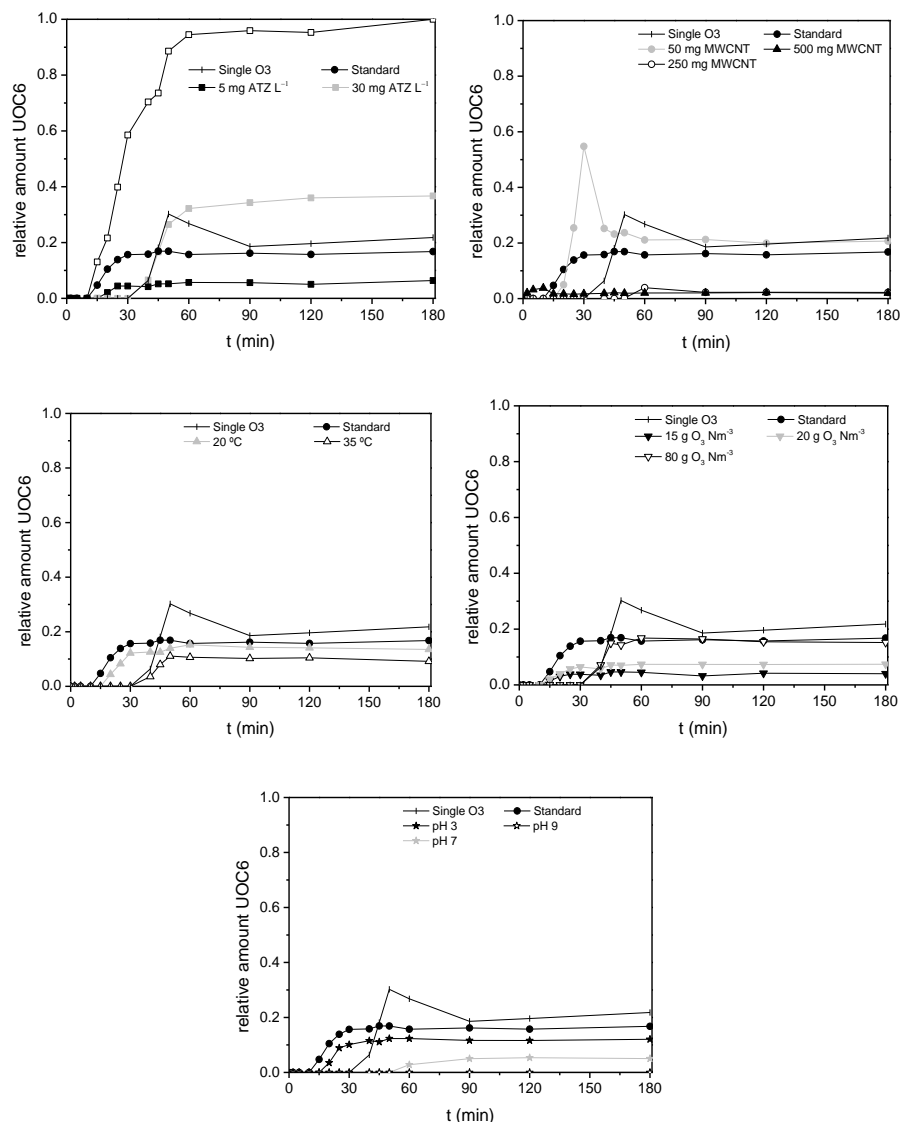 relative amount UOC6
1.0
0.8
0.6
0.4
0.2
0.0
Single O3 Standard
5 mg ATZ L⁻¹ 30 mg ATZ L⁻¹
0 30 60 90 120 150 180
t (min)
relative amount UOC6
1.0
0.8
0.6
0.4
0.2
0.0
Single O3 Standard
50 mg MWCNT 500 mg MWCNT
250 mg MWCNT
0 30 60 90 120 150 180
t (min)
relative amount UOC6
1.0
0.8
0.6
0.4
0.2
0.0
Single O3 Standard
20 ºC 35 ºC
0 30 60 90 120 150 180
t (min)
relative amount UOC6
1.0
0.8
0.6
0.4
0.2
0.0
Single O3 Standard
15 g O₃ Nm⁻³ 20 g O₃ Nm⁻³
80 g O₃ Nm⁻³
0 30 60 90 120 150 180
t (min)
relative amount UOC6
1.0
0.8
0.6
0.4
0.2
0.0
Single O3 Standard
pH 3 pH 9
pH 7
0 30 60 90 120 150 180
t (min)